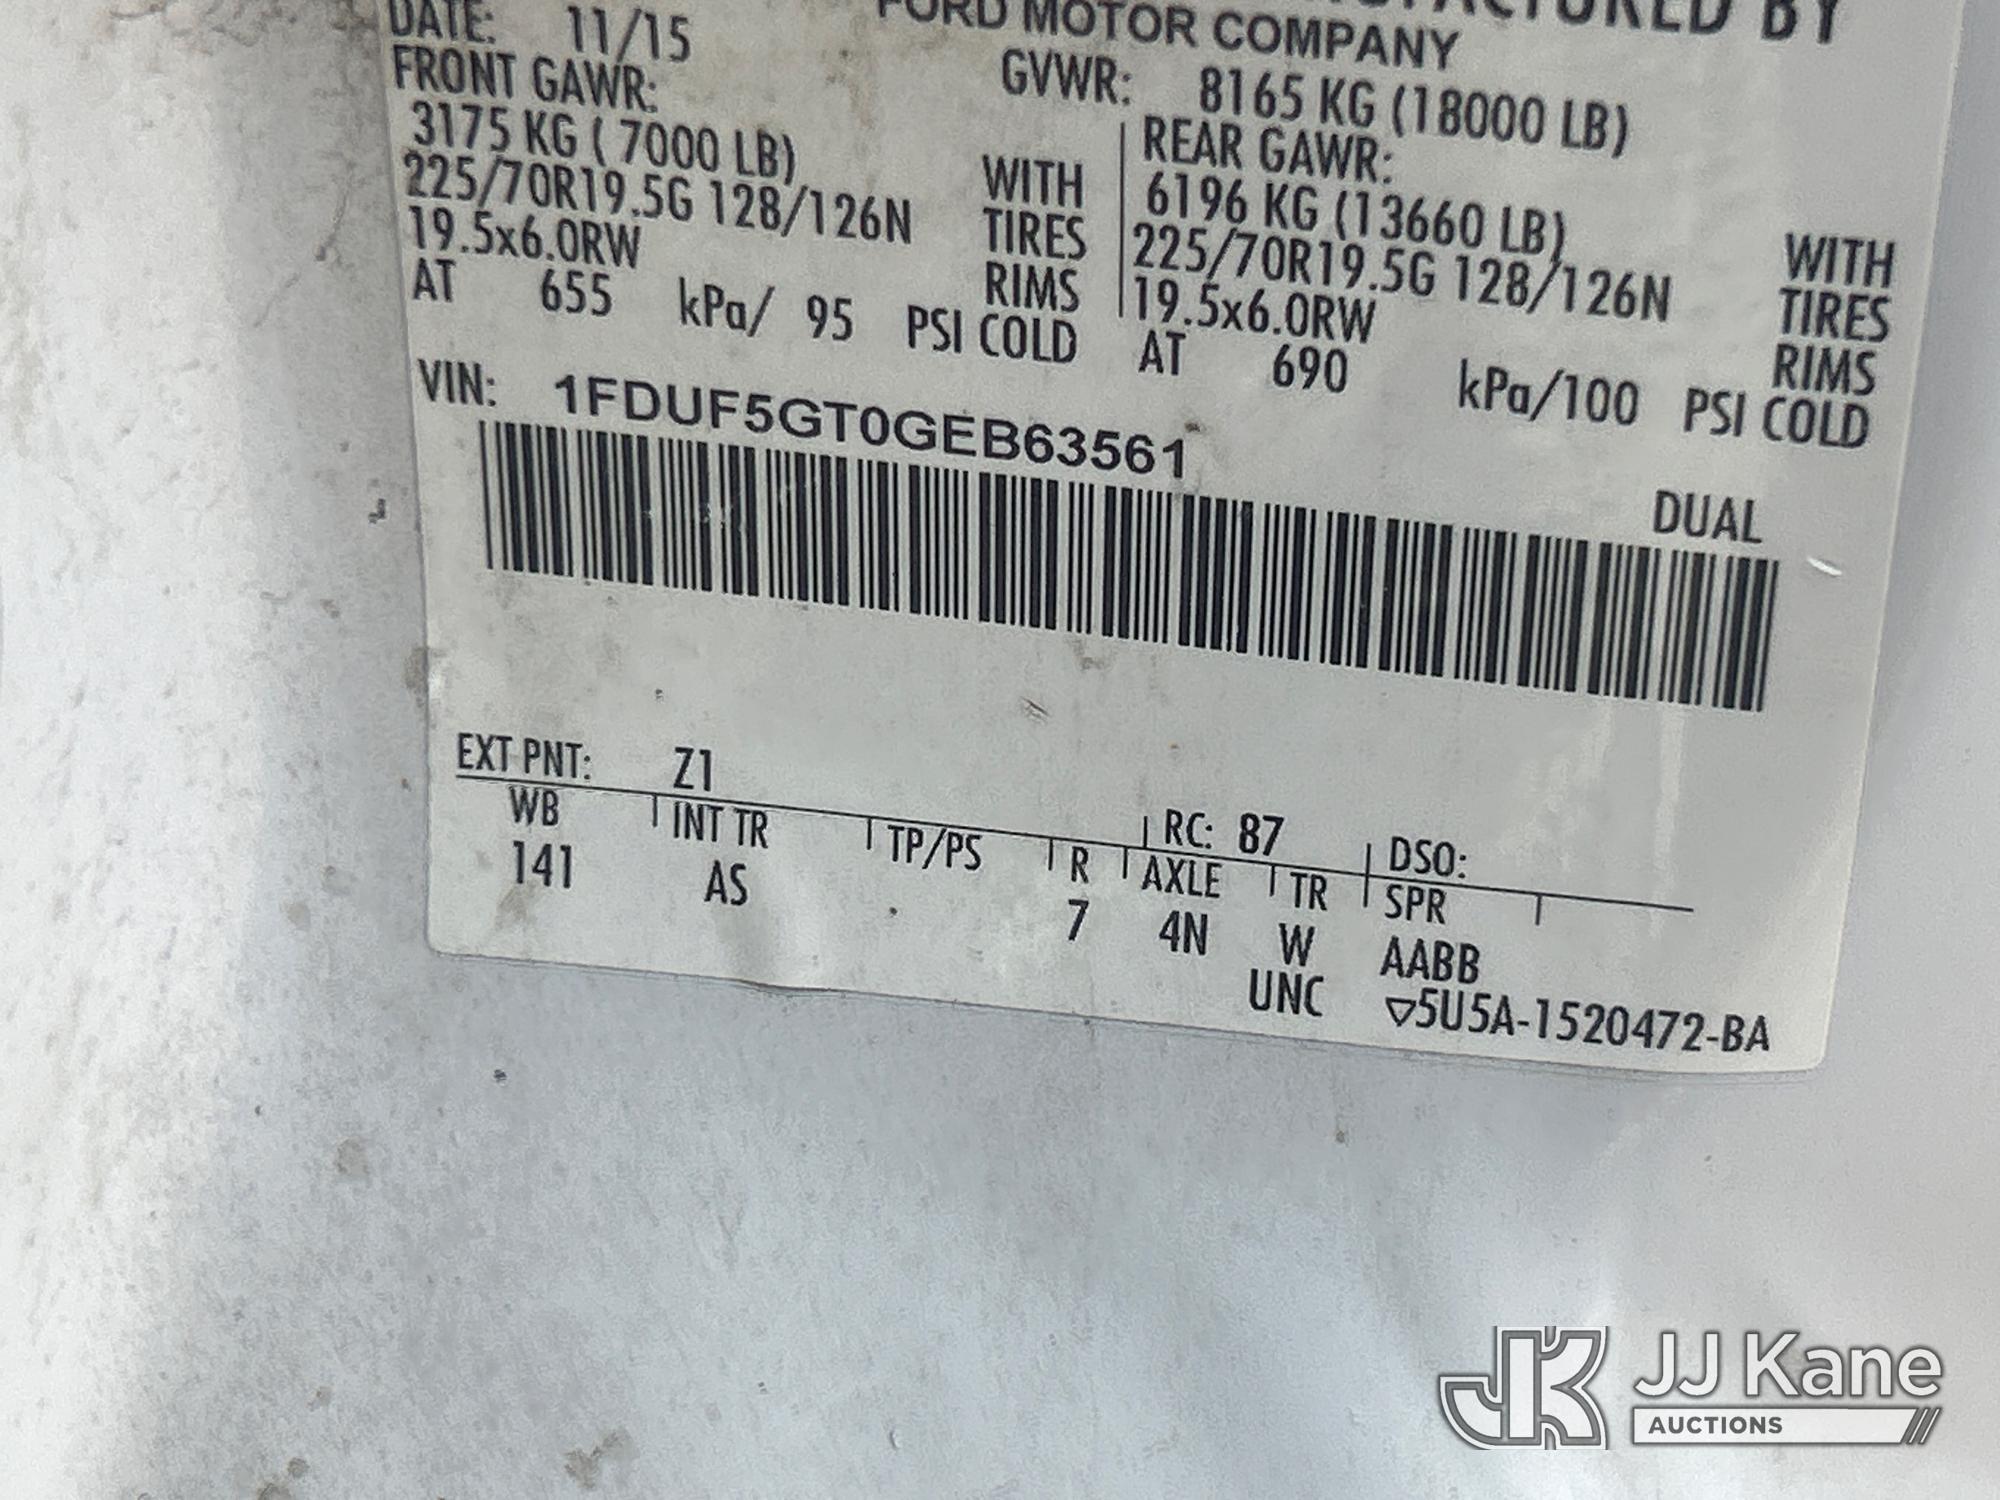 MANUFACTURED BY
DATE: 11/15 FORD MOTOR COMPANY
FRONT GAWR: GVWR: 8165 KG (18000 LB)
3175 KG ( 7000 LB) WITH REAR GAWR:
225/70R19.5G 128/126N TIRES 6196 KG (13660 LB) WITH
19.5x6.0RW RIMS 225/70R19.5G 128/126N TIRES
AT 655 kPa/ 95 PSI COLD 19.5x6.0RW RIMS
AT 690 kPa/100 PSI COLD
VIN: 1FDUF5GT0GEB63561
DUAL
EXT PNT: Z1 RC: 87 DSO:
WB INT TR TP/PS R AXLE TR SPR
141 AS 7 4N W AABB
UNC ▽5U5A-1520472-BA
JK JJ Kane
AUCTIONS